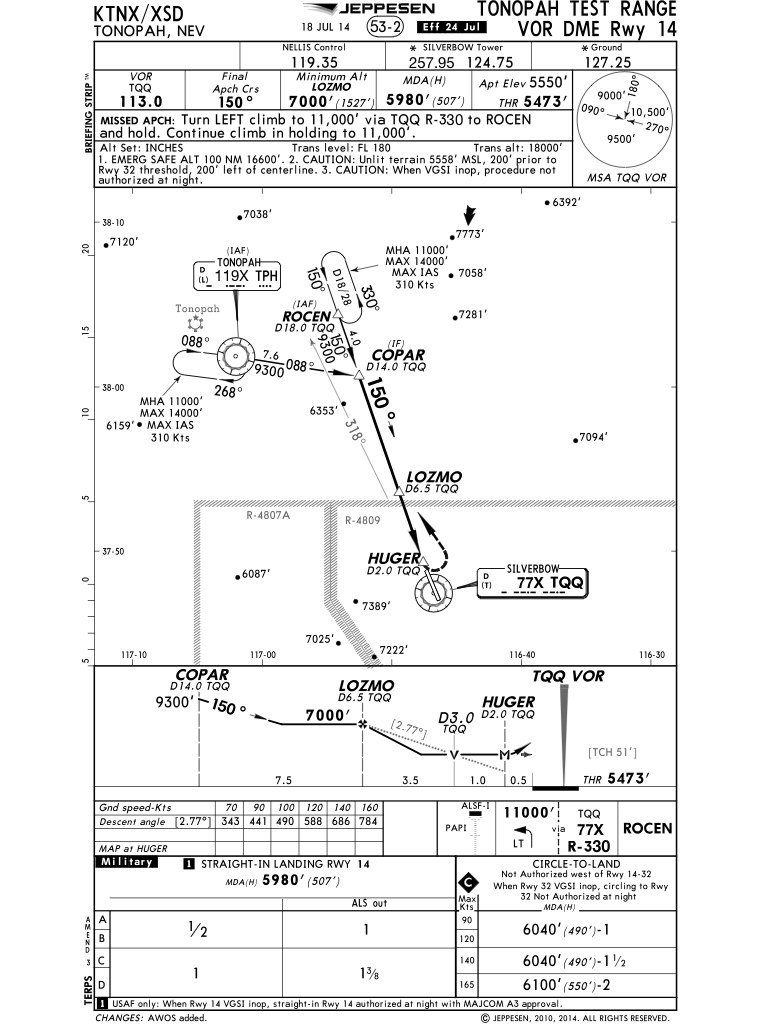 KTNX/XSD
TONOPAH, NEV
JEPPESEN
18 JUL 14 53-2 Eff 24 Jul
TONOPAH TEST RANGE
VOR DME Rwy 14
NELLIS Control
119.35
* SILVERBOW Tower
257.95 124.75
* Ground
127.25
BRIEFING STRIP™
VOR
TQQ
113.0
Final
Apch Crs
150°
Minimum Alt
LOZMO
7000' (1527')
MDA(H)
5980' (507')
Apt Elev 5550'
THR 5473'
MISSED APCH: Turn LEFT climb to 11,000' via TQQ R-330 to ROCEN
and hold. Continue climb in holding to 11,000'.
Alt Set: INCHES Trans level: FL 180 Trans alt: 18000'
1. EMERG SAFE ALT 100 NM 16600'. 2. CAUTION: Unlit terrain 5558' MSL, 200' prior to
Rwy 32 threshold, 200' left of centerline. 3. CAUTION: When VGSI inop, procedure not
authorized at night.
9000'
180°
090°
10,500'
270°
9500'
MSA TQQ VOR
38-10
7038'
6392'
7120'
7773'
20
(IAF)
TONOPAH
D
(L)
119X TPH
MHA 11000'
MAX 14000'
MAX IAS
310 Kts
7058'
150°
D18/28
330°
7281'
Tonopah
(IAF)
ROCEN
D18.0 TQQ
15
4.0
150°
9300
088°
7.6
9300
088°
(IF)
COPAR
D14.0 TQQ
38-00
268°
MHA 11000'
MAX 14000'
MAX IAS
310 Kts
150°
6353'
10
6159'
318°
7094'
LOZMO
D6.5 TQQ
5
R-4807A
R-4809
37-50
HUGER
D2.0 TQQ
SILVERBOW
D
(T)
77X TQQ
6087'
0
7389'
7025'
7222'
5
117-10
117-00
116-40
116-30
COPAR
D14.0 TQQ
9300'
150°
7000'
LOZMO
D6.5 TQQ
[2.77°]
D3.0
TQQ
HUGER
D2.0 TQQ
TQQ VOR
V
M
[TCH 51']
7.5
3.5
1.0
0.5
THR 5473'
Gnd speed-Kts 70 90 100 120 140 160
Descent angle [2.77°] 343 441 490 588 686 784
MAP at HUGER
ALSF-I
PAPI
11000'
LT
via
TQQ
77X
R-330
ROCEN
Military
1 STRAIGHT-IN LANDING RWY 14
MDA(H) 5980' (507')
ALS out
C
CIRCLE-TO-LAND
Not Authorized west of Rwy 14-32
When Rwy 32 VGSI inop, circling to Rwy
32 Not Authorized at night
Max
Kts
MDA(H)
A
B
1/2
1
90
120
6040' (490')-1
C
D
1
1 3/8
140
6040' (490')-1 1/2
165
6100' (550')-2
AMEND 3
TERPS
1 USAF only: When Rwy 14 VGSI inop, straight-in Rwy 14 authorized at night with MAJCOM A3 approval.
CHANGES: AWOS added.
© JEPPESEN, 2010, 2014. ALL RIGHTS RESERVED.